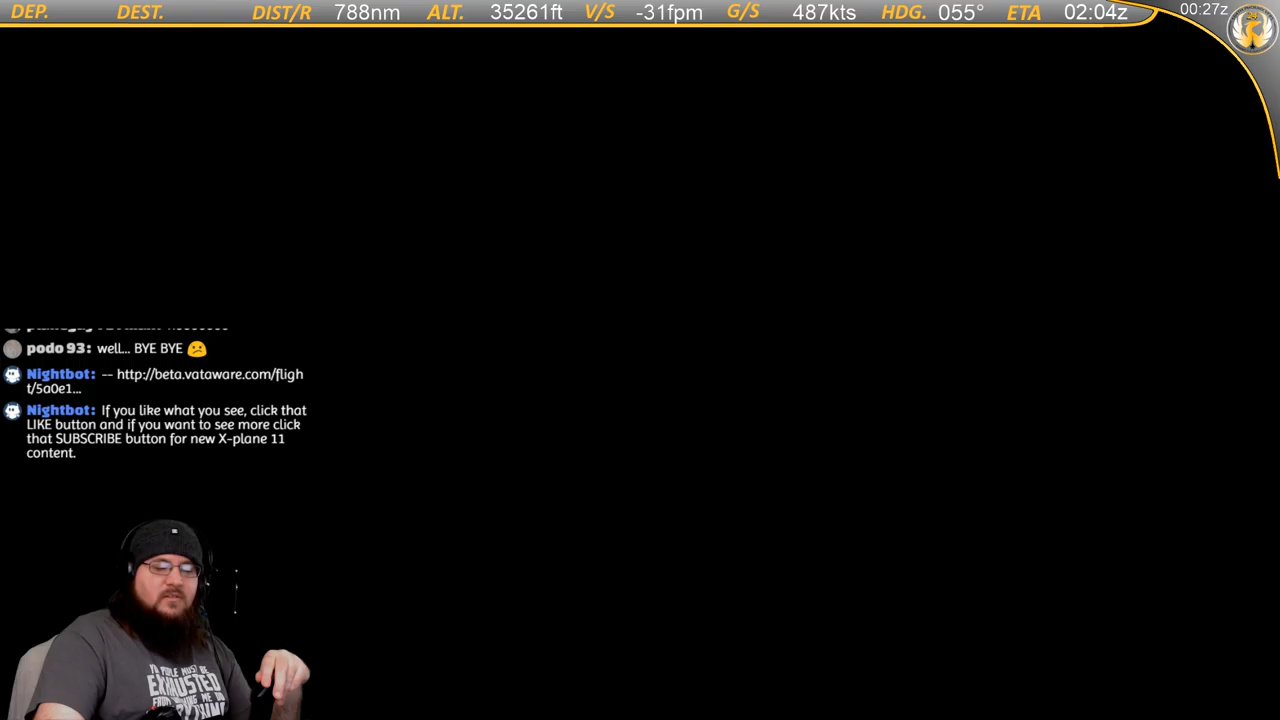 DEP. DEST. DIST/R 788nm ALT. 35261ft V/S -31fpm G/S 487kts HDG. 055° ETA 02:04z 00:27z
podo 93: well... BYE BYE 😕
Nightbot: -- http://beta.vataware.com/fligh
t/5a0e1...
Nightbot: If you like what you see, click that
LIKE button and if you want to see more click
that SUBSCRIBE button for new X-plane 11
content.
EXHAUSTED